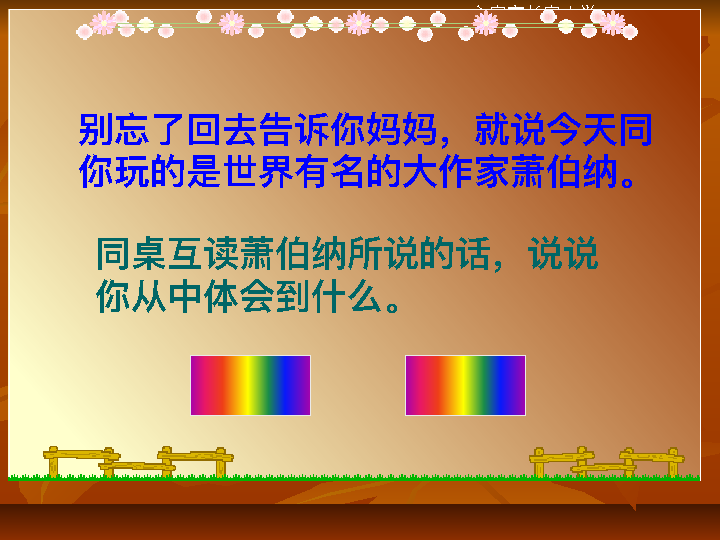 别忘了回去告诉你妈妈，就说今天同
你玩的是世界有名的大作家萧伯纳。
同桌互读萧伯纳所说的话，说说
你从中体会到什么。